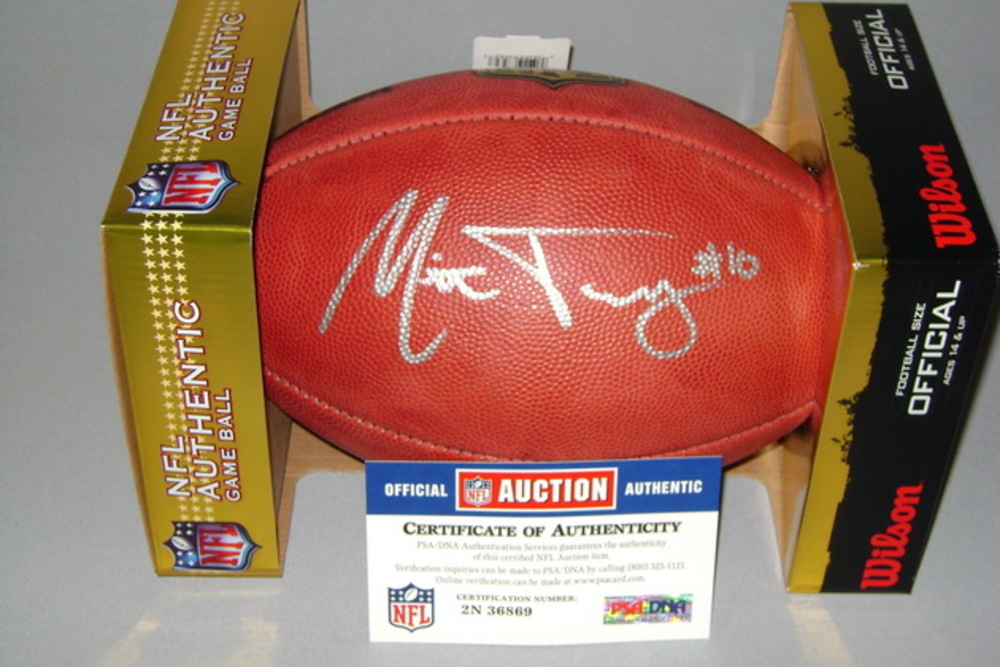 NFL
AUTHENTIC
GAME BALL
NFL
NFL
AUTHENTIC
GAME BALL
NFL
#10
FOOTBALL SIZE
OFFICIAL
AGES 14 & UP
Wilson
FOOTBALL SIZE
OFFICIAL
AGES 14 & UP
Wilson
OFFICIAL NFL AUCTION AUTHENTIC
CERTIFICATE OF AUTHENTICITY
PSA/DNA Authentication Services guarantees the authenticity
of this certified NFL Auction item.
Verification inquiries can be made to PSA/DNA by calling (800) 325-1121.
Online verification can be made at www.psacard.com.
NFL
CERTIFICATION NUMBER:
2N 36869
PSA/DNA